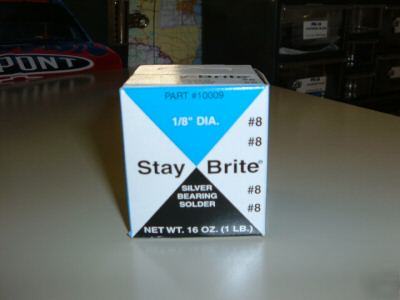 PART #10009
1/8" DIA.
#8
#8
Stay Brite®
SILVER
BEARING
SOLDER
#8
#8
NET WT. 16 OZ. (1 LB.)
PONT